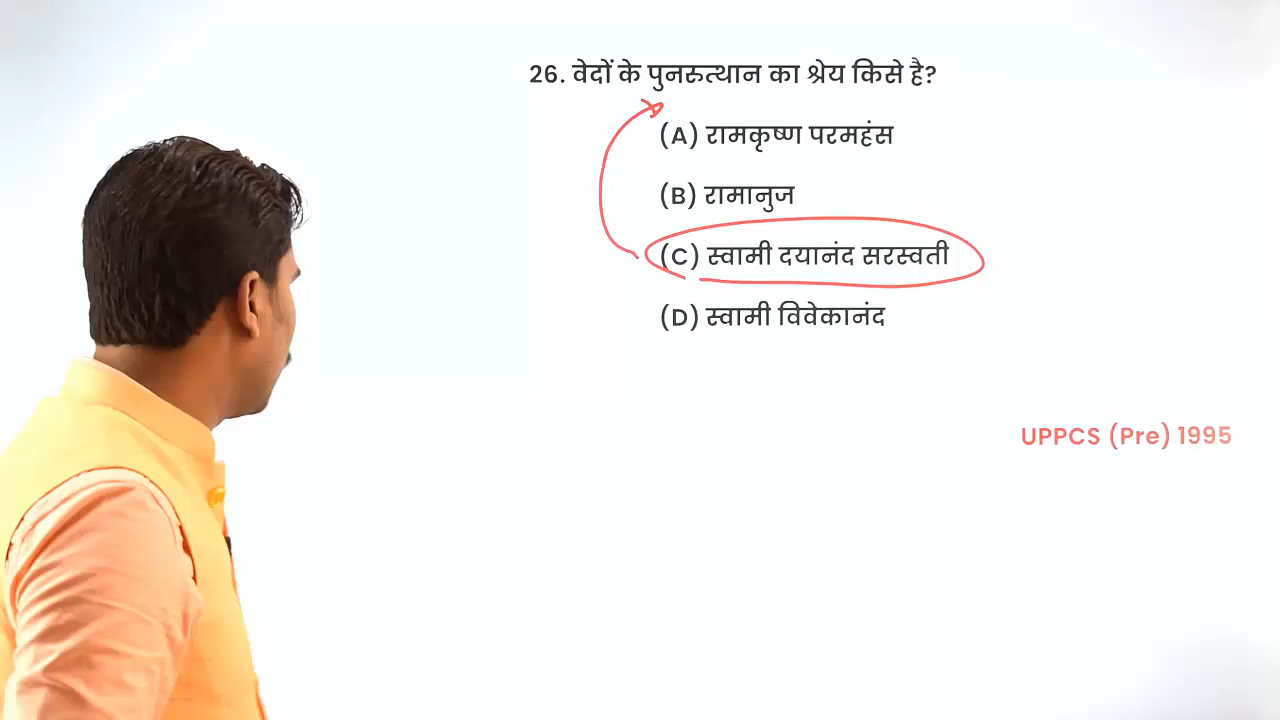 26. वेदों के पुनरुत्थान का श्रेय किसे है?
(A) रामकृष्ण परमहंस
(B) रामानुज
(C) स्वामी दयानंद सरस्वती
(D) स्वामी विवेकानंद
UPPCS (Pre) 1995